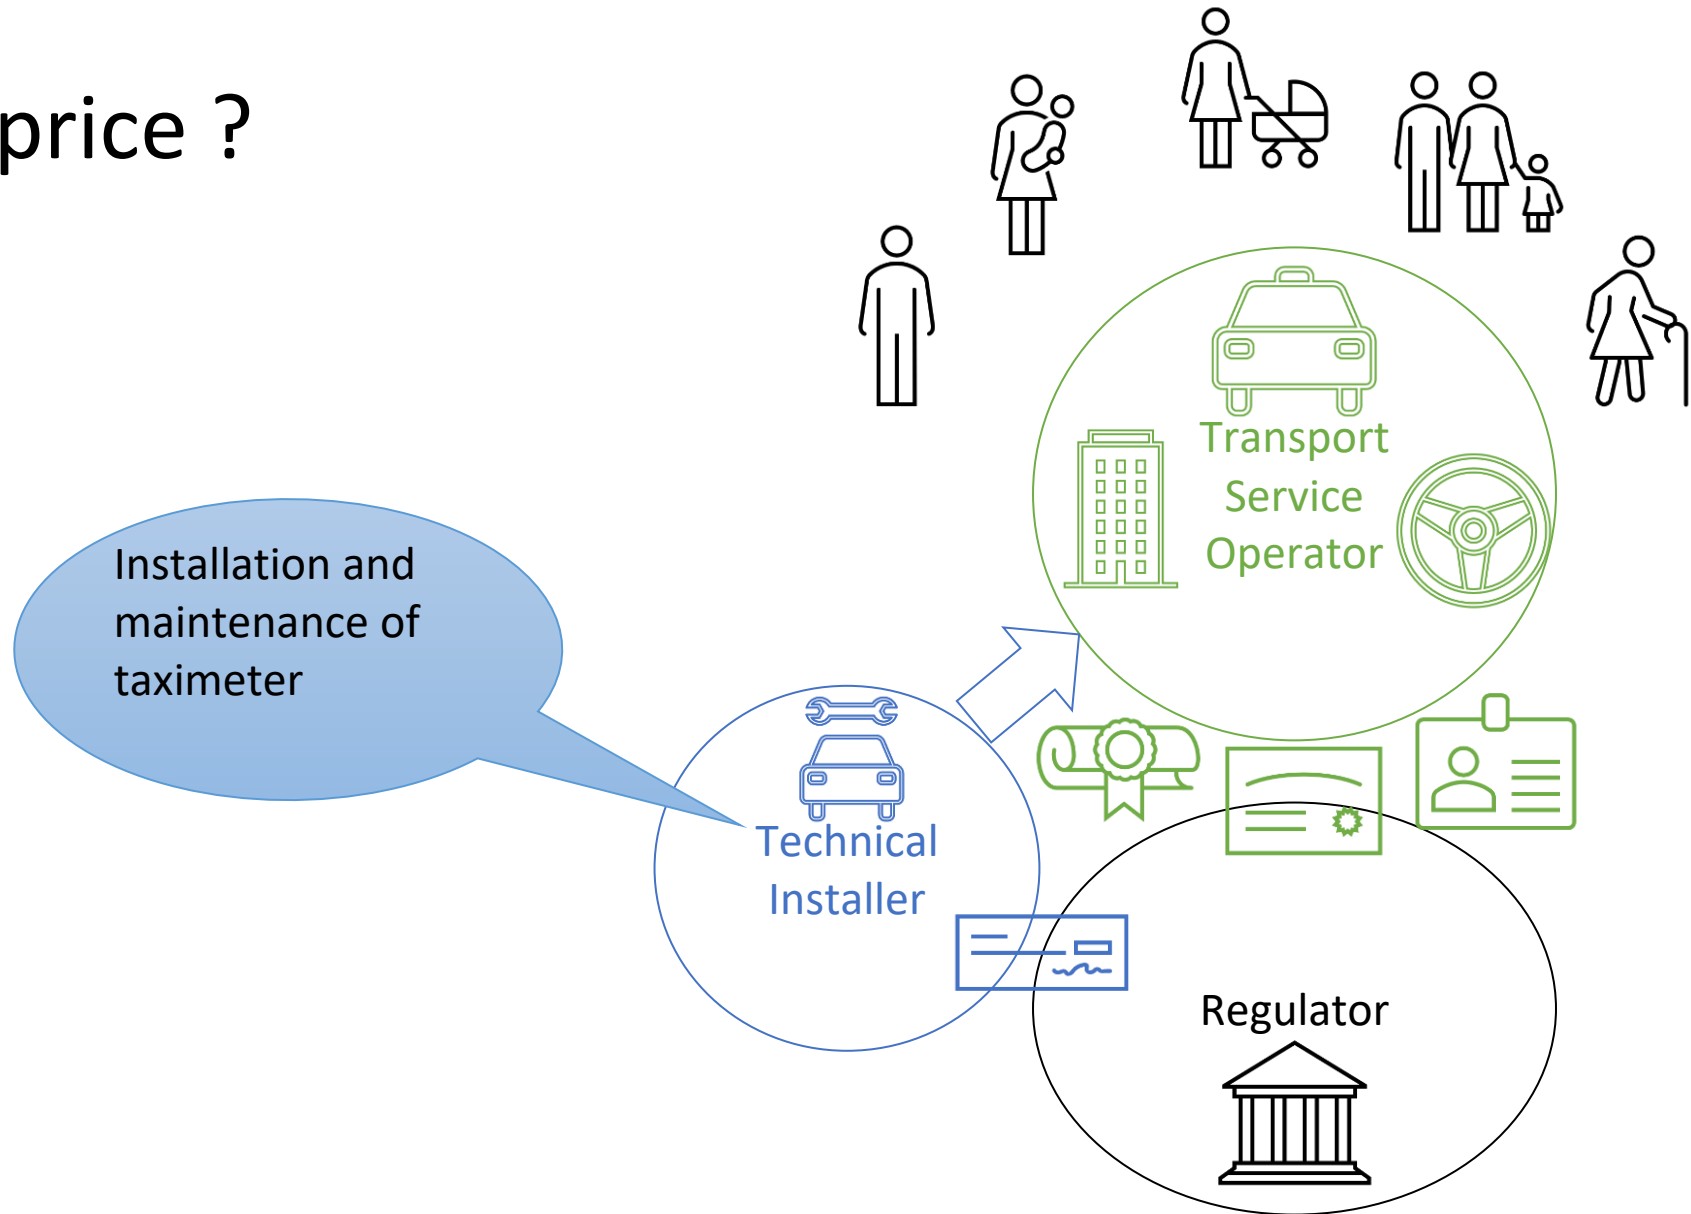 price ?
Transport
Service
Operator
Installation and
maintenance of
taximeter
Technical
Installer
Regulator